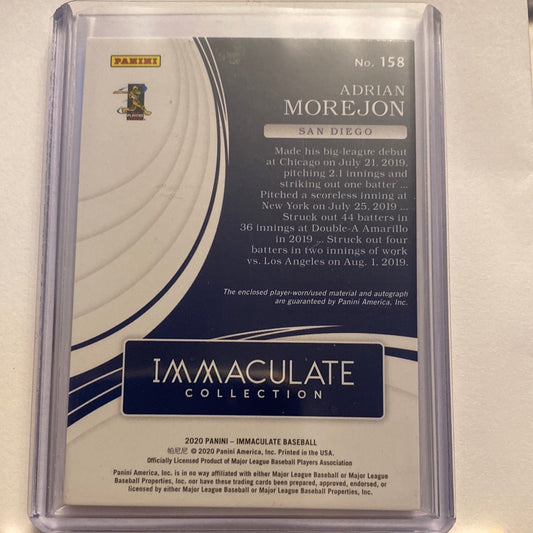 PANINI
No. 158
ADRIAN
MOREJON
SAN DIEGO
Made his big-league debut
at Chicago on July 21, 2019,
pitching 2.1 innings and
striking out one batter ...
Pitched a scoreless inning at
New York on July 25, 2019 ...
Struck out 44 batters in
36 innings at Double-A Amarillo
in 2019 ... Struck out four
batters in two innings of work
vs. Los Angeles on Aug. 1, 2019.
The enclosed player-worn/used material and autograph
are guaranteed by Panini America, Inc.
IMMACULATE
COLLECTION
2020 PANINI – IMMACULATE BASEBALL
帕尼尼 © 2020 Panini America, Inc. Printed in the USA.
Officially Licensed Product of Major League Baseball Players Association
Panini America, Inc. is in no way affiliated with either Major League Baseball or Major League
Baseball Properties, Inc. nor have these trading cards been prepared, approved, endorsed, or
licensed by either Major League Baseball or Major League Baseball Properties, Inc.